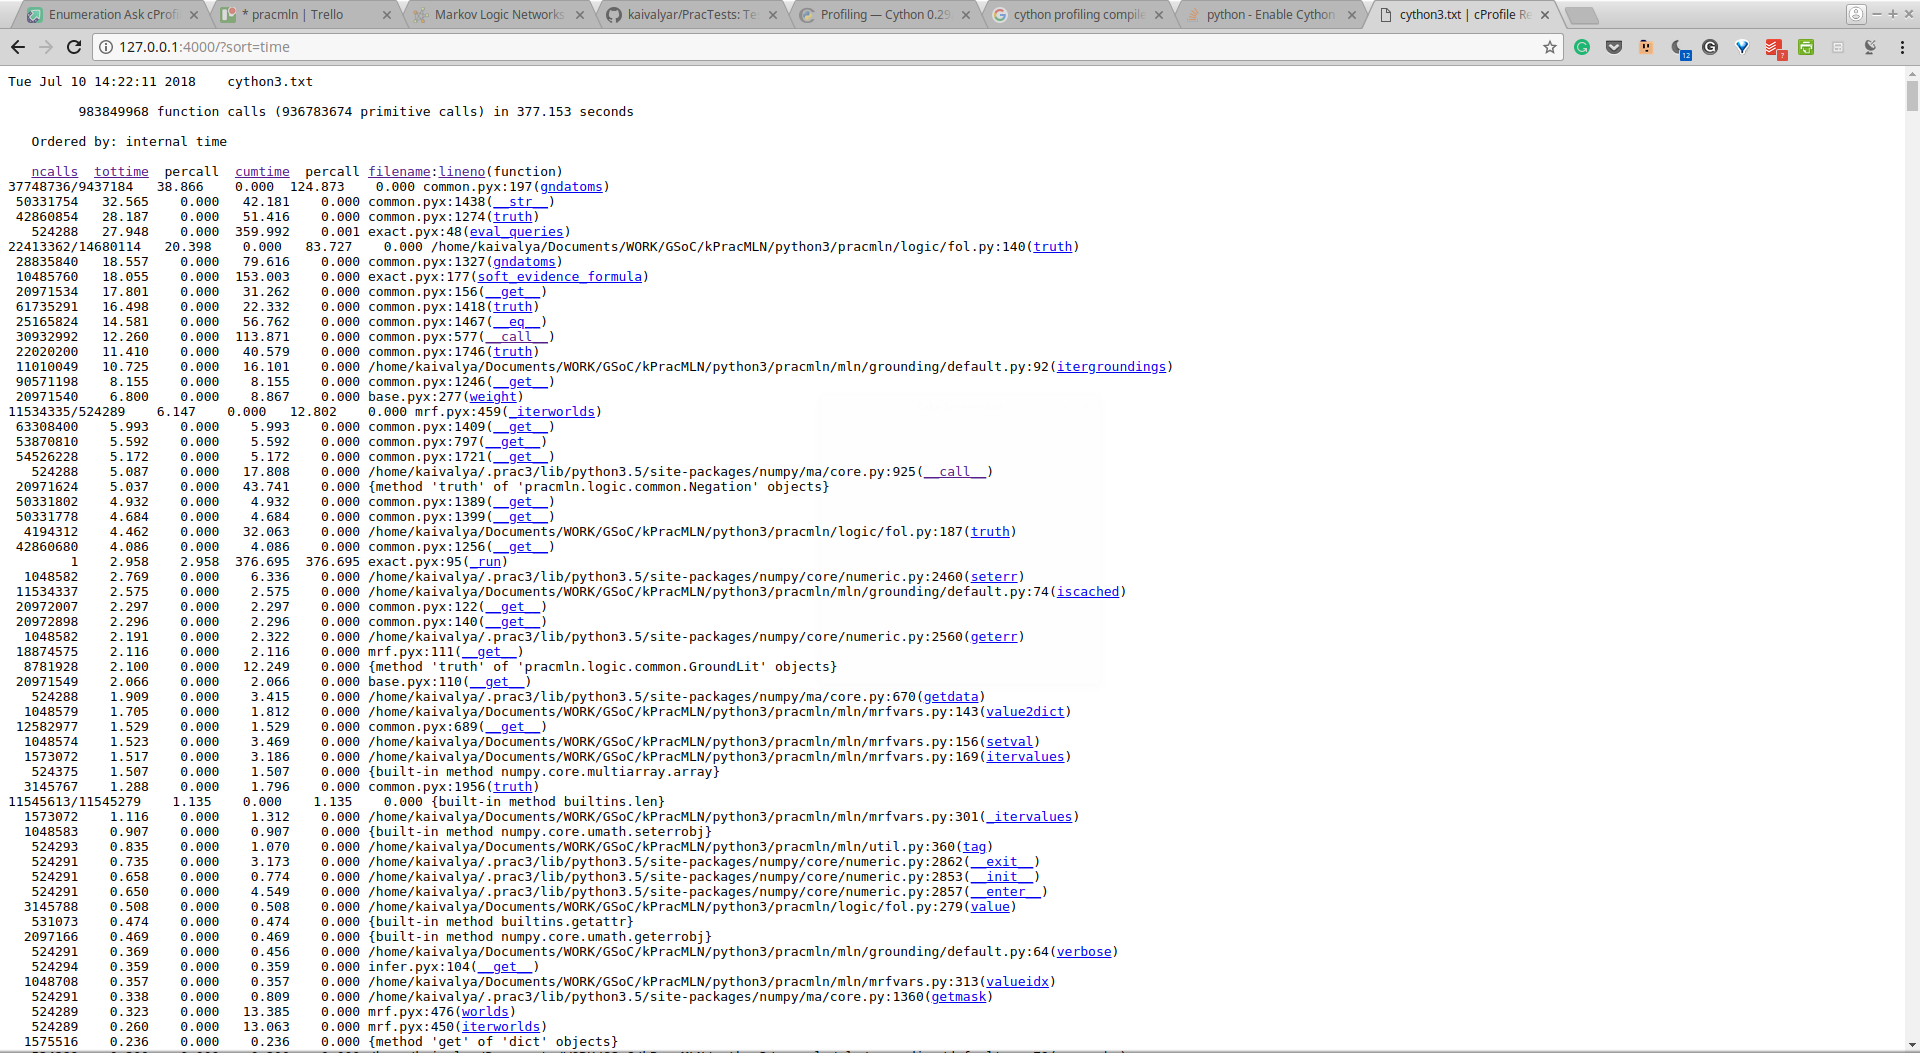 Enumeration Ask cProfi
* pracmln | Trello
Markov Logic Networks
kaivalyar/PracTests: Te
Profiling — Cython 0.29
cython profiling compile
python - Enable Cython
cython3.txt | cProfile Re
127.0.0.1:4000/?sort=time
12
?
Tue Jul 10 14:22:11 2018    cython3.txt
983849968 function calls (936783674 primitive calls) in 377.153 seconds
Ordered by: internal time
ncalls  tottime  percall  cumtime  percall filename:lineno(function)
37748736/9437184   38.866    0.000  124.873    0.000 common.pyx:197(gndatoms)
50331754   32.565    0.000   42.181    0.000 common.pyx:1438(__str__)
42860854   28.187    0.000   51.416    0.000 common.pyx:1274(truth)
524288   27.948    0.000  359.992    0.001 exact.pyx:48(eval_queries)
22413362/14680114   20.398    0.000   83.727    0.000 /home/kaivalya/Documents/WORK/GSoC/kPracMLN/python3/pracmln/logic/fol.py:140(truth)
28835840   18.557    0.000   79.616    0.000 common.pyx:1327(gndatoms)
10485760   18.055    0.000  153.003    0.000 exact.pyx:177(soft_evidence_formula)
20971534   17.801    0.000   31.262    0.000 common.pyx:156(__get__)
61735291   16.498    0.000   22.332    0.000 common.pyx:1418(truth)
25165824   14.581    0.000   56.762    0.000 common.pyx:1467(__eq__)
30932992   12.260    0.000  113.871    0.000 common.pyx:577(__call__)
22020200   11.410    0.000   40.579    0.000 common.pyx:1746(truth)
11010049   10.725    0.000   16.101    0.000 /home/kaivalya/Documents/WORK/GSoC/kPracMLN/python3/pracmln/mln/grounding/default.py:92(itergroundings)
90571198    8.155    0.000    8.155    0.000 common.pyx:1246(__get__)
20971540    6.800    0.000    8.867    0.000 base.pyx:277(weight)
11534335/524289    6.147    0.000   12.802    0.000 mrf.pyx:459(_iterworlds)
63308400    5.993    0.000    5.993    0.000 common.pyx:1409(__get__)
53870810    5.592    0.000    5.592    0.000 common.pyx:797(__get__)
54526228    5.172    0.000    5.172    0.000 common.pyx:1721(__get__)
524288    5.087    0.000   17.808    0.000 /home/kaivalya/.prac3/lib/python3.5/site-packages/numpy/ma/core.py:925(__call__)
20971624    5.037    0.000   43.741    0.000 {method 'truth' of 'pracmln.logic.common.Negation' objects}
50331802    4.932    0.000    4.932    0.000 common.pyx:1389(__get__)
50331778    4.684    0.000    4.684    0.000 common.pyx:1399(__get__)
4194312    4.462    0.000   32.063    0.000 /home/kaivalya/Documents/WORK/GSoC/kPracMLN/python3/pracmln/logic/fol.py:187(truth)
42860680    4.086    0.000    4.086    0.000 common.pyx:1256(__get__)
1    2.958    2.958  376.695  376.695 exact.pyx:95(_run)
1048582    2.769    0.000    6.336    0.000 /home/kaivalya/.prac3/lib/python3.5/site-packages/numpy/core/numeric.py:2460(seterr)
11534337    2.575    0.000    2.575    0.000 /home/kaivalya/Documents/WORK/GSoC/kPracMLN/python3/pracmln/mln/grounding/default.py:74(iscached)
20972007    2.297    0.000    2.297    0.000 common.pyx:122(__get__)
20972898    2.296    0.000    2.296    0.000 common.pyx:140(__get__)
1048582    2.191    0.000    2.322    0.000 /home/kaivalya/.prac3/lib/python3.5/site-packages/numpy/core/numeric.py:2560(geterr)
18874575    2.116    0.000    2.116    0.000 mrf.pyx:111(__get__)
8781928    2.100    0.000   12.249    0.000 {method 'truth' of 'pracmln.logic.common.GroundLit' objects}
20971549    2.066    0.000    2.066    0.000 base.pyx:110(__get__)
524288    1.909    0.000    3.415    0.000 /home/kaivalya/.prac3/lib/python3.5/site-packages/numpy/ma/core.py:670(getdata)
1048579    1.705    0.000    1.812    0.000 /home/kaivalya/Documents/WORK/GSoC/kPracMLN/python3/pracmln/mln/mrfvars.py:143(value2dict)
12582977    1.529    0.000    1.529    0.000 common.pyx:689(__get__)
1048574    1.523    0.000    3.469    0.000 /home/kaivalya/Documents/WORK/GSoC/kPracMLN/python3/pracmln/mln/mrfvars.py:156(setval)
1573072    1.517    0.000    3.186    0.000 /home/kaivalya/Documents/WORK/GSoC/kPracMLN/python3/pracmln/mln/mrfvars.py:169(itervalues)
524375    1.507    0.000    1.507    0.000 {built-in method numpy.core.multiarray.array}
3145767    1.288    0.000    1.796    0.000 common.pyx:1956(truth)
11545613/11545279    1.135    0.000    1.135    0.000 {built-in method builtins.len}
1573072    1.116    0.000    1.312    0.000 /home/kaivalya/Documents/WORK/GSoC/kPracMLN/python3/pracmln/mln/mrfvars.py:301(_itervalues)
1048583    0.907    0.000    0.907    0.000 {built-in method numpy.core.umath.seterrobj}
524293    0.835    0.000    1.070    0.000 /home/kaivalya/Documents/WORK/GSoC/kPracMLN/python3/pracmln/mln/util.py:360(tag)
524291    0.735    0.000    3.173    0.000 /home/kaivalya/.prac3/lib/python3.5/site-packages/numpy/core/numeric.py:2862(__exit__)
524291    0.658    0.000    0.774    0.000 /home/kaivalya/.prac3/lib/python3.5/site-packages/numpy/core/numeric.py:2853(__init__)
524291    0.650    0.000    4.549    0.000 /home/kaivalya/.prac3/lib/python3.5/site-packages/numpy/core/numeric.py:2857(__enter__)
3145788    0.508    0.000    0.508    0.000 /home/kaivalya/Documents/WORK/GSoC/kPracMLN/python3/pracmln/logic/fol.py:279(value)
531073    0.474    0.000    0.474    0.000 {built-in method builtins.getattr}
2097166    0.469    0.000    0.469    0.000 {built-in method numpy.core.umath.geterrobj}
524291    0.369    0.000    0.456    0.000 /home/kaivalya/Documents/WORK/GSoC/kPracMLN/python3/pracmln/mln/grounding/default.py:64(verbose)
524294    0.359    0.000    0.359    0.000 infer.pyx:104(__get__)
1048708    0.357    0.000    0.357    0.000 /home/kaivalya/Documents/WORK/GSoC/kPracMLN/python3/pracmln/mln/mrfvars.py:313(valueidx)
524291    0.338    0.000    0.809    0.000 /home/kaivalya/.prac3/lib/python3.5/site-packages/numpy/ma/core.py:1360(getmask)
524289    0.323    0.000   13.385    0.000 mrf.pyx:476(worlds)
524289    0.260    0.000   13.063    0.000 mrf.pyx:450(iterworlds)
1575516    0.236    0.000    0.236    0.000 {method 'get' of 'dict' objects}